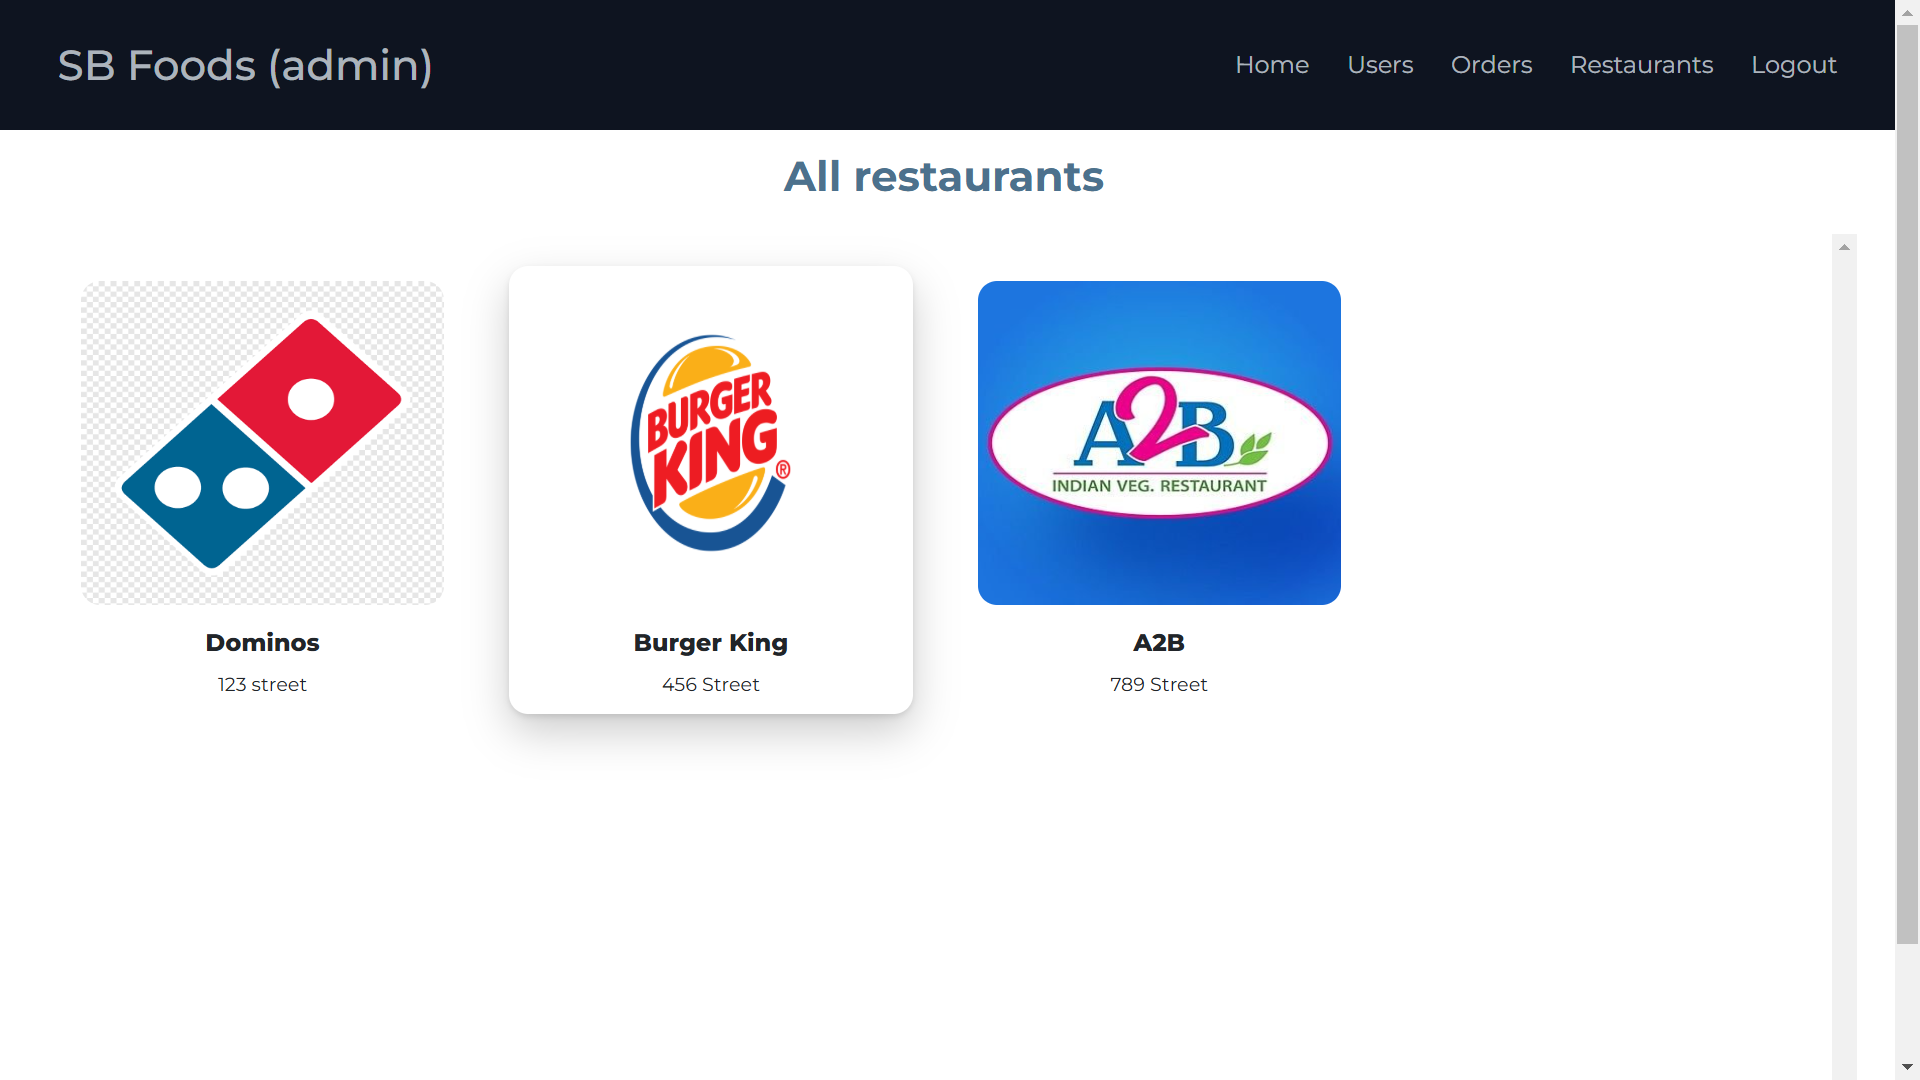 SB Foods (admin)
Home Users Orders Restaurants Logout
All restaurants
BURGER
KING®
A2B
INDIAN VEG. RESTAURANT
Dominos
123 street
Burger King
456 Street
A2B
789 Street